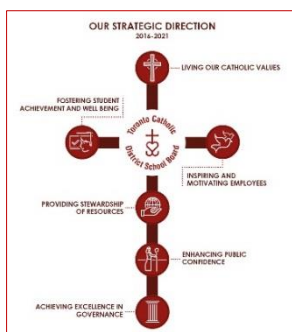 OUR STRATEGIC DIRECTION
2016-2021
LIVING OUR CATHOLIC VALUES
FOSTERING STUDENT
ACHIEVEMENT AND WELL BEING
Toronto Catholic
District School Board
INSPIRING AND
MOTIVATING EMPLOYEES
PROVIDING STEWARDSHIP
OF RESOURCES
ENHANCING PUBLIC
CONFIDENCE
ACHIEVING EXCELLENCE IN
GOVERNANCE